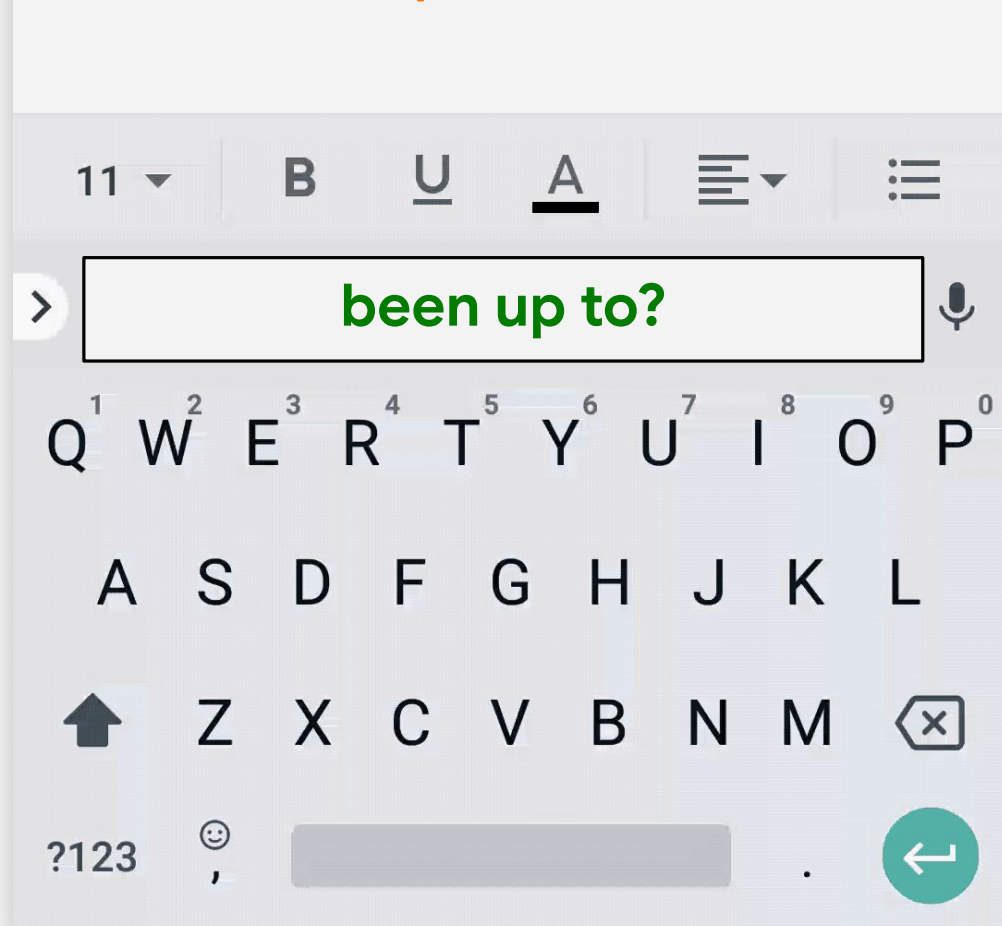 11 B U A
been up to?
1 2 3 4 5 6 7 8 9 0
Q W E R T Y U I O P
A S D F G H J K L
Z X C V B N M
?123 , .